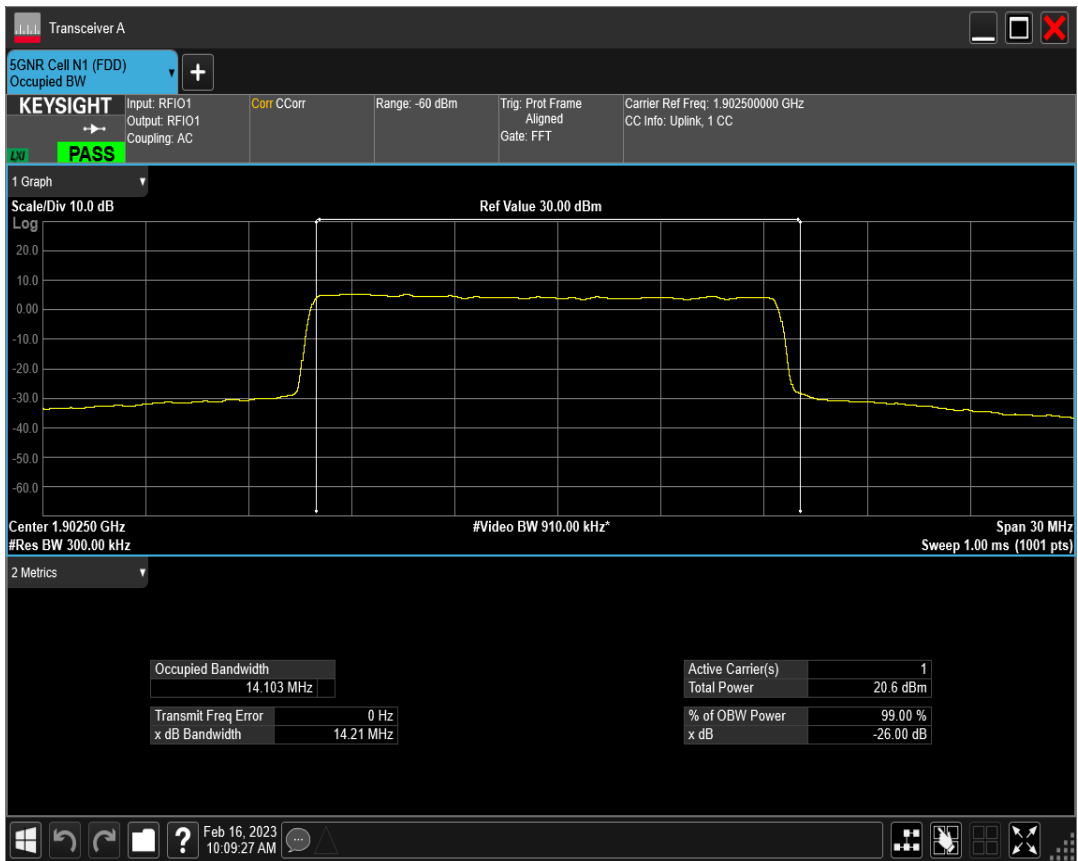 Transceiver A
5GNR Cell N1 (FDD)
Occupied BW
+
KEYSIGHT
LXI
PASS
Input: RFIO1
Output: RFIO1
Coupling: AC
Corr CCorr
Range: -60 dBm
Trig: Prot Frame
Aligned
Gate: FFT
Carrier Ref Freq: 1.902500000 GHz
CC Info: Uplink, 1 CC
1 Graph
Scale/Div 10.0 dB
Ref Value 30.00 dBm
Log
20.0
10.0
0.00
-10.0
-20.0
-30.0
-40.0
-50.0
-60.0
Center 1.90250 GHz
#Video BW 910.00 kHz*
Span 30 MHz
#Res BW 300.00 kHz
Sweep 1.00 ms (1001 pts)
2 Metrics
Occupied Bandwidth
14.103 MHz
Transmit Freq Error 0 Hz
x dB Bandwidth 14.21 MHz
Active Carrier(s) 1
Total Power 20.6 dBm
% of OBW Power 99.00 %
x dB -26.00 dB
?
Feb 16, 2023
10:09:27 AM